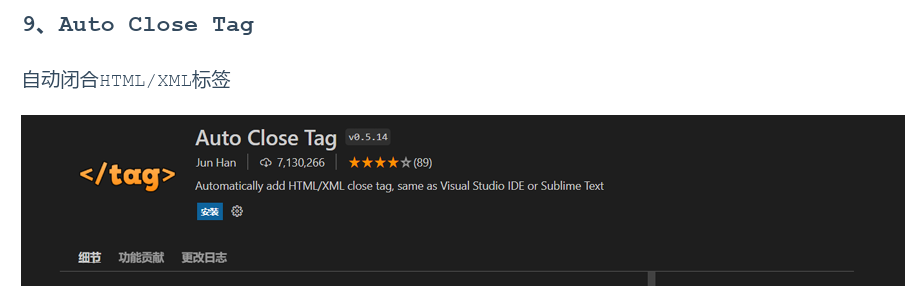 9、Auto Close Tag
自动闭合HTML/XML标签
</tag>
Auto Close Tag v0.5.14
Jun Han 7,130,266 ★★★★☆(89)
Automatically add HTML/XML close tag, same as Visual Studio IDE or Sublime Text
安装
细节 功能贡献 更改日志